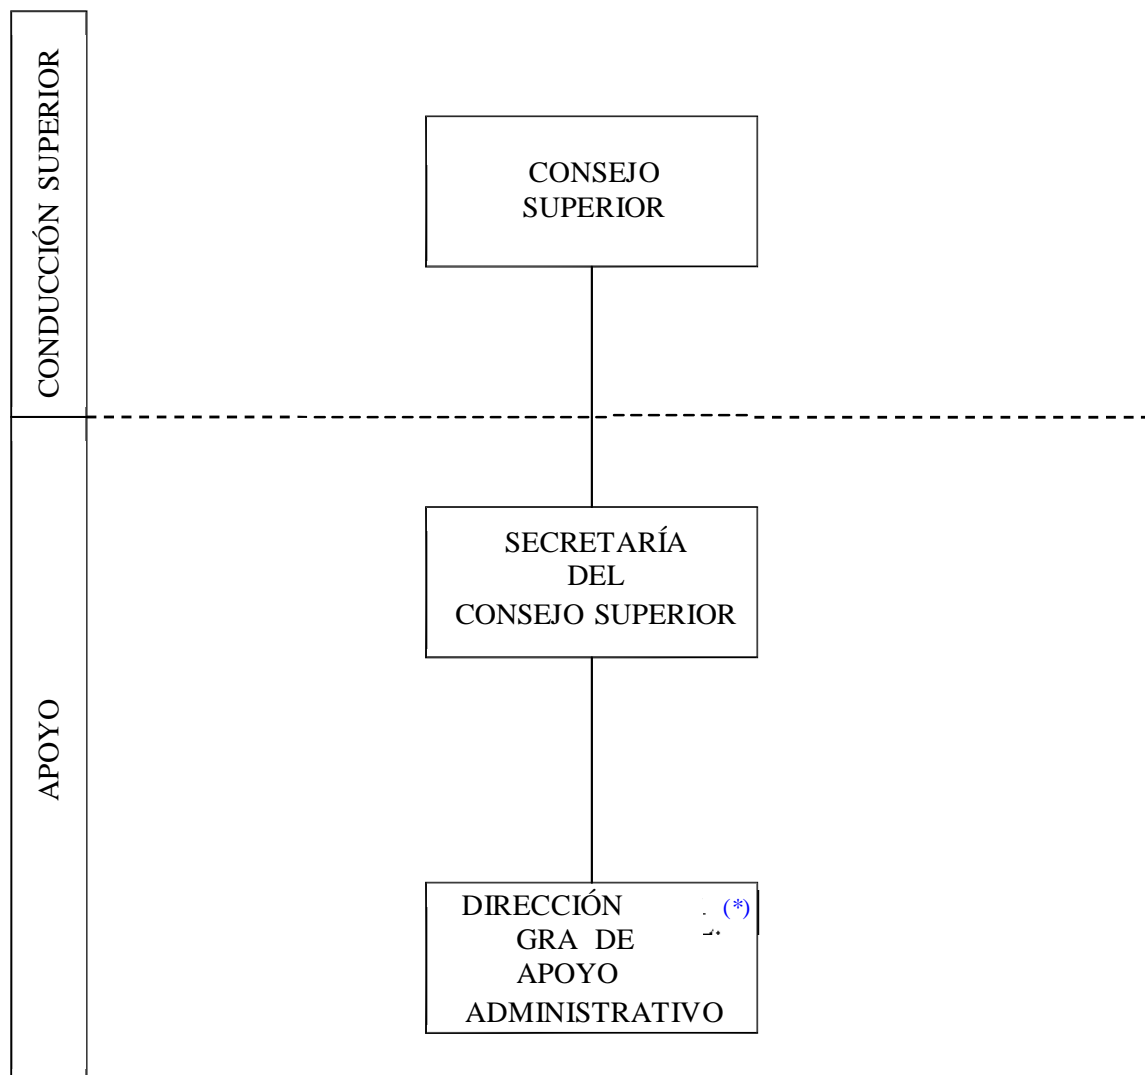 CONDUCCIÓN SUPERIOR
CONSEJO
SUPERIOR
APOYO
SECRETARÍA
DEL
CONSEJO SUPERIOR
DIRECCIÓN (*)
GRA DE
APOYO
ADMINISTRATIVO